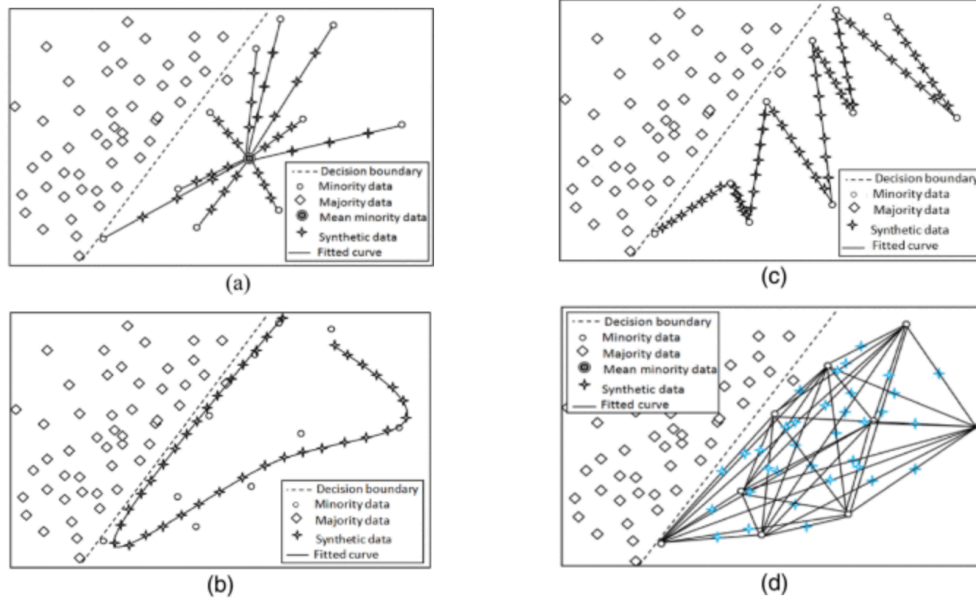 Decision boundary
Minority data
Majority data
Mean minority data
Synthetic data
Fitted curve
(a)
Decision boundary
Minority data
Majority data
Synthetic data
Fitted curve
(c)
Decision boundary
Minority data
Majority data
Synthetic data
Fitted curve
(b)
Decision boundary
Minority data
Majority data
Mean minority data
Synthetic data
Fitted curve
(d)